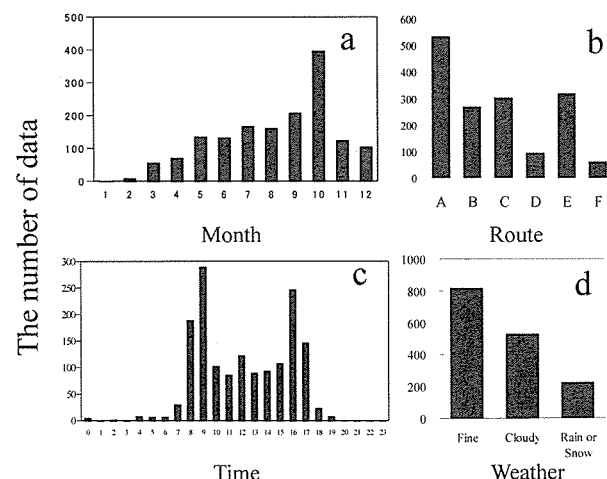 The number of data
a
500
400
300
200
100
0
1 2 3 4 5 6 7 8 9 10 11 12
Month
b
600
500
400
300
200
100
0
A B C D E F
Route
c
300
250
200
150
100
50
0
0 1 2 3 4 5 6 7 8 9 10 11 12 13 14 15 16 17 18 19 20 21 22 23
Time
d
1000
800
600
400
200
0
Fine Cloudy Rain or
Snow
Weather